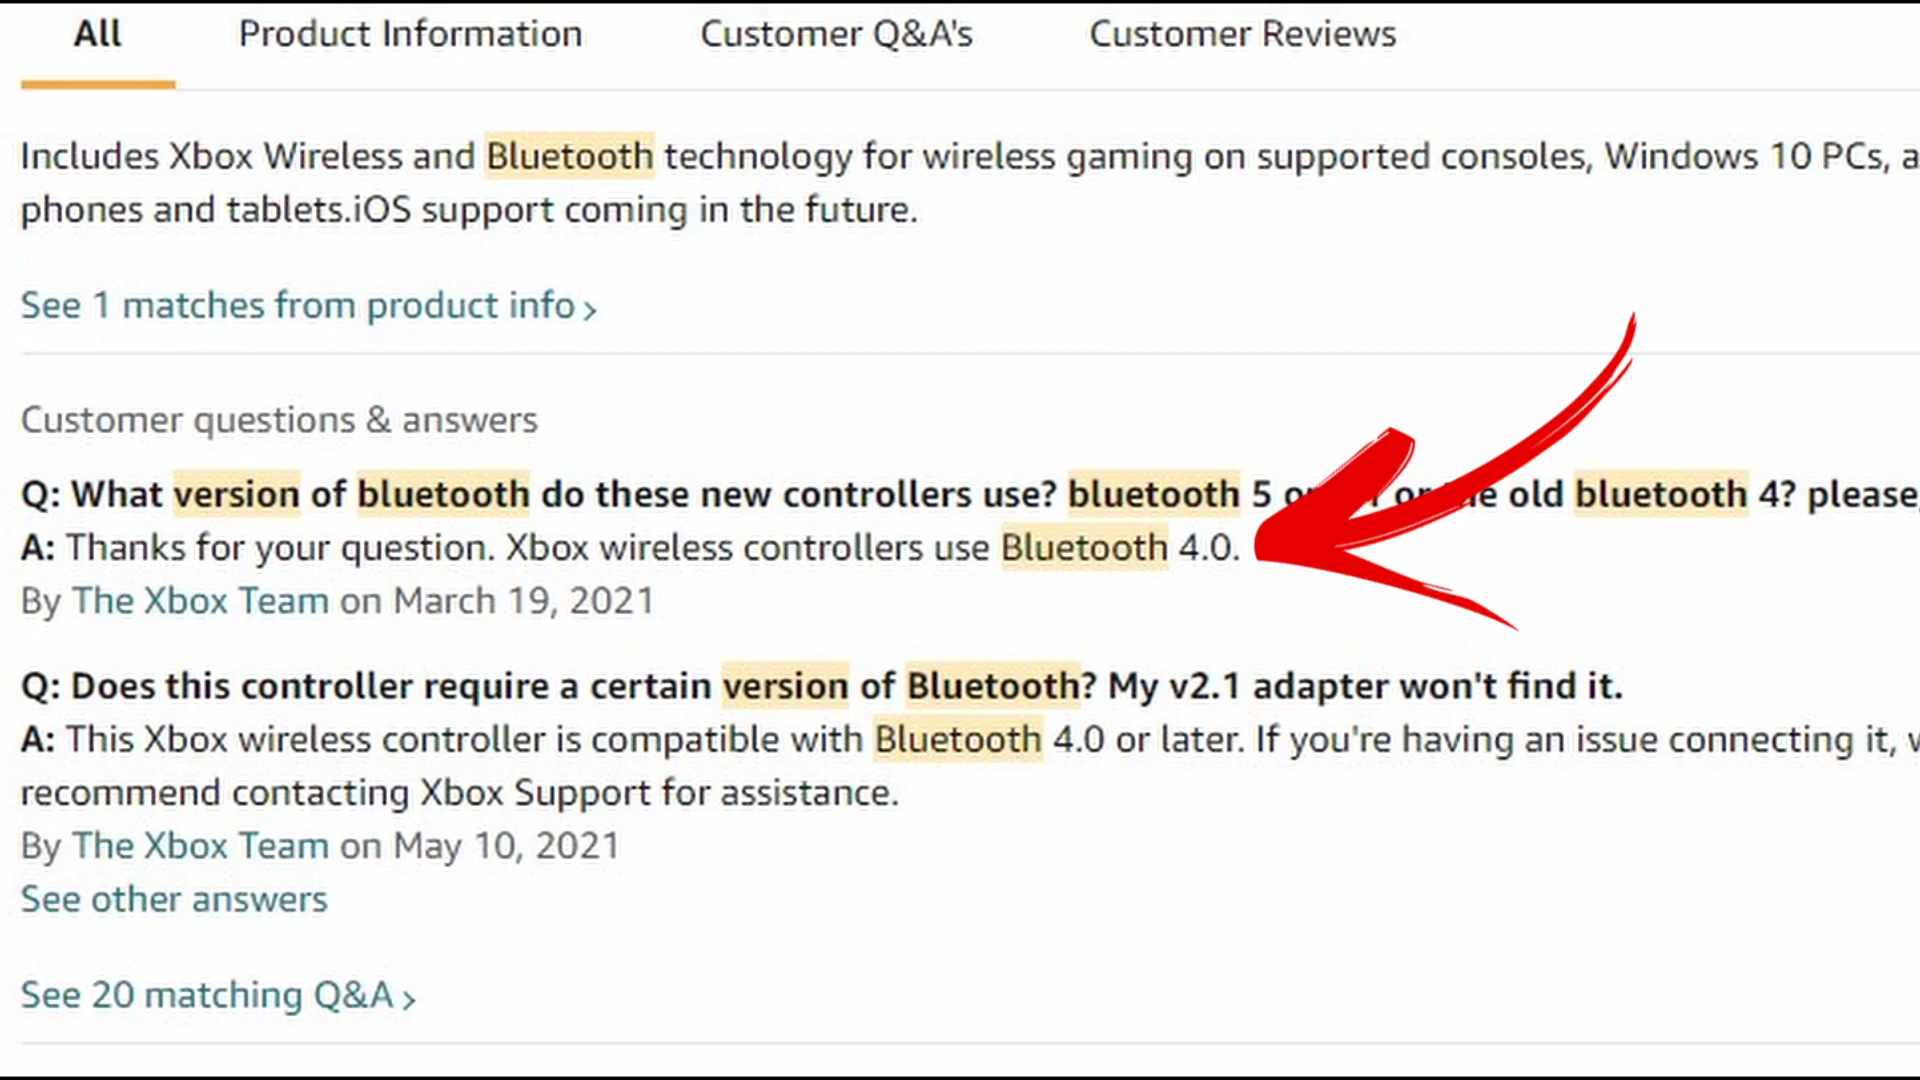 All Product Information Customer Q&A's Customer Reviews
Includes Xbox Wireless and Bluetooth technology for wireless gaming on supported consoles, Windows 10 PCs, a
phones and tablets.iOS support coming in the future.
See 1 matches from product info ›
Customer questions & answers
Q: What version of bluetooth do these new controllers use? bluetooth 5 or the old bluetooth 4? please,
A: Thanks for your question. Xbox wireless controllers use Bluetooth 4.0.
By The Xbox Team on March 19, 2021
Q: Does this controller require a certain version of Bluetooth? My v2.1 adapter won't find it.
A: This Xbox wireless controller is compatible with Bluetooth 4.0 or later. If you're having an issue connecting it, w
recommend contacting Xbox Support for assistance.
By The Xbox Team on May 10, 2021
See other answers
See 20 matching Q&A ›